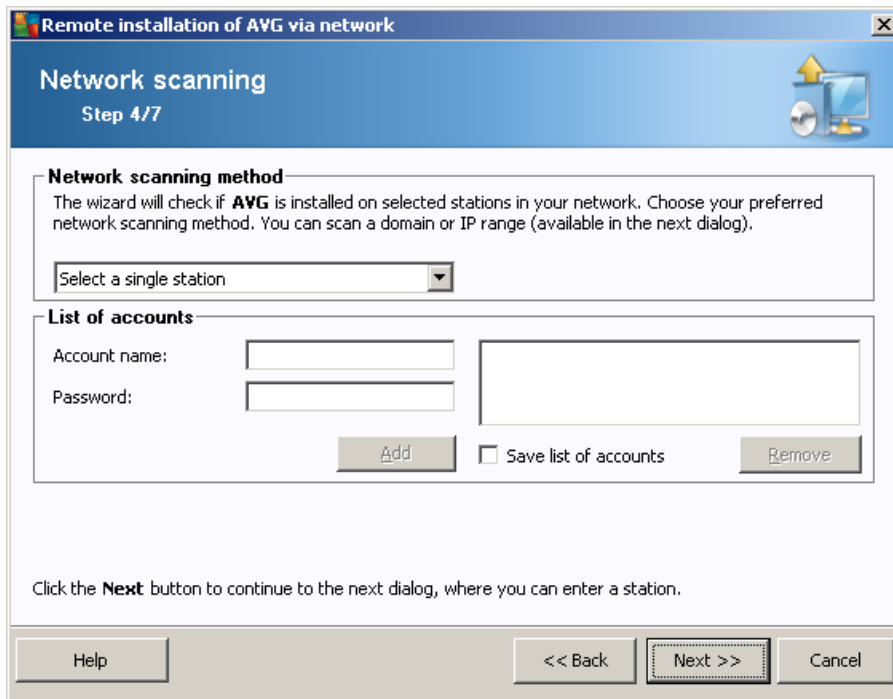 Remote installation of AVG via network
Network scanning
Step 4/7
Network scanning method
The wizard will check if AVG is installed on selected stations in your network. Choose your preferred
network scanning method. You can scan a domain or IP range (available in the next dialog).
Select a single station
List of accounts
Account name:
Password:
Add
Save list of accounts
Remove
Click the Next button to continue to the next dialog, where you can enter a station.
Help
<< Back
Next >>
Cancel